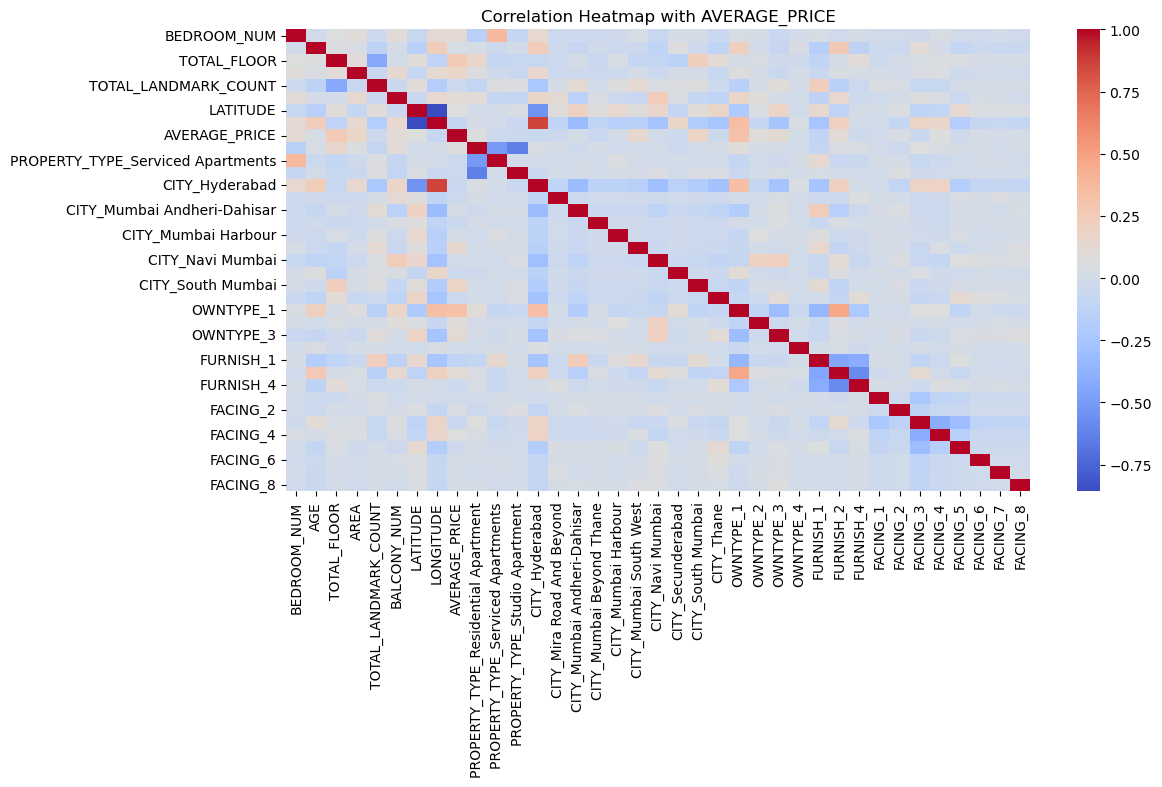 Correlation Heatmap with AVERAGE_PRICE
BEDROOM_NUM
TOTAL_FLOOR
TOTAL_LANDMARK_COUNT
LATITUDE
AVERAGE_PRICE
PROPERTY_TYPE_Serviced Apartments
CITY_Hyderabad
CITY_Mumbai Andheri-Dahisar
CITY_Mumbai Harbour
CITY_Navi Mumbai
CITY_South Mumbai
OWNTYPE_1
OWNTYPE_3
FURNISH_1
FURNISH_4
FACING_2
FACING_4
FACING_6
FACING_8
BEDROOM_NUM
AGE
TOTAL_FLOOR
AREA
TOTAL_LANDMARK_COUNT
BALCONY_NUM
LATITUDE
LONGITUDE
AVERAGE_PRICE
PROPERTY_TYPE_Residential Apartment
PROPERTY_TYPE_Serviced Apartments
PROPERTY_TYPE_Studio Apartment
CITY_Hyderabad
CITY_Mira Road And Beyond
CITY_Mumbai Andheri-Dahisar
CITY_Mumbai Beyond Thane
CITY_Mumbai Harbour
CITY_Mumbai South West
CITY_Navi Mumbai
CITY_Secunderabad
CITY_South Mumbai
CITY_Thane
OWNTYPE_1
OWNTYPE_2
OWNTYPE_3
OWNTYPE_4
FURNISH_1
FURNISH_2
FURNISH_4
FACING_1
FACING_2
FACING_3
FACING_4
FACING_5
FACING_6
FACING_7
FACING_8
1.00
0.75
0.50
0.25
0.00
−0.25
−0.50
−0.75